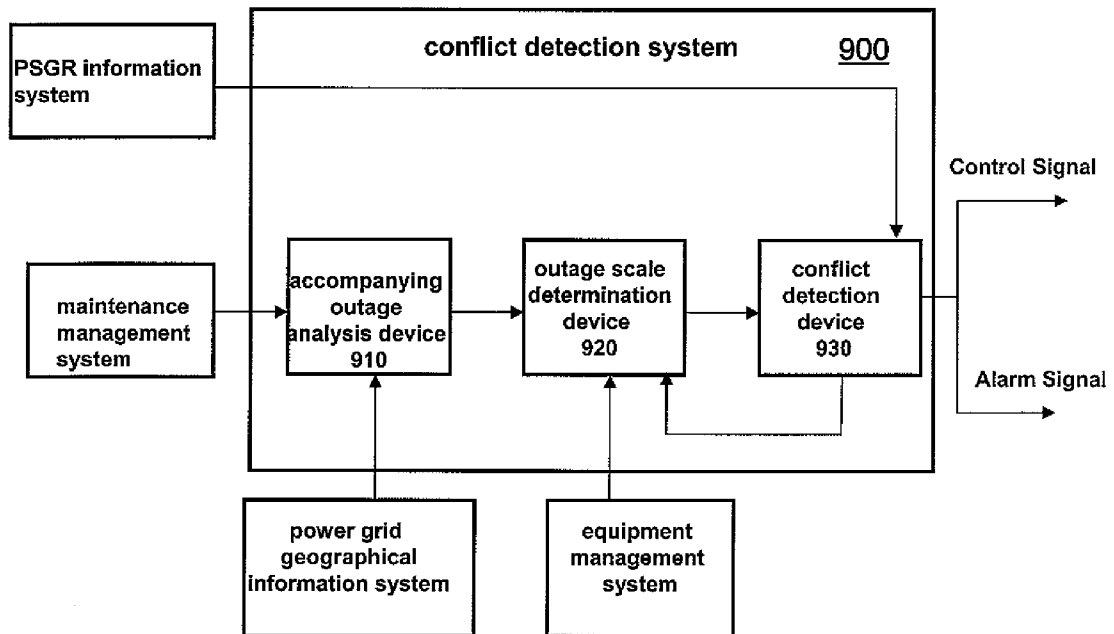 conflict detection system 900
PSGR information
system
Control Signal
maintenance
management
system
accompanying
outage
analysis device
910
outage scale
determination
device
920
conflict
detection
device
930
Alarm Signal
power grid
geographical
information system
equipment
management
system